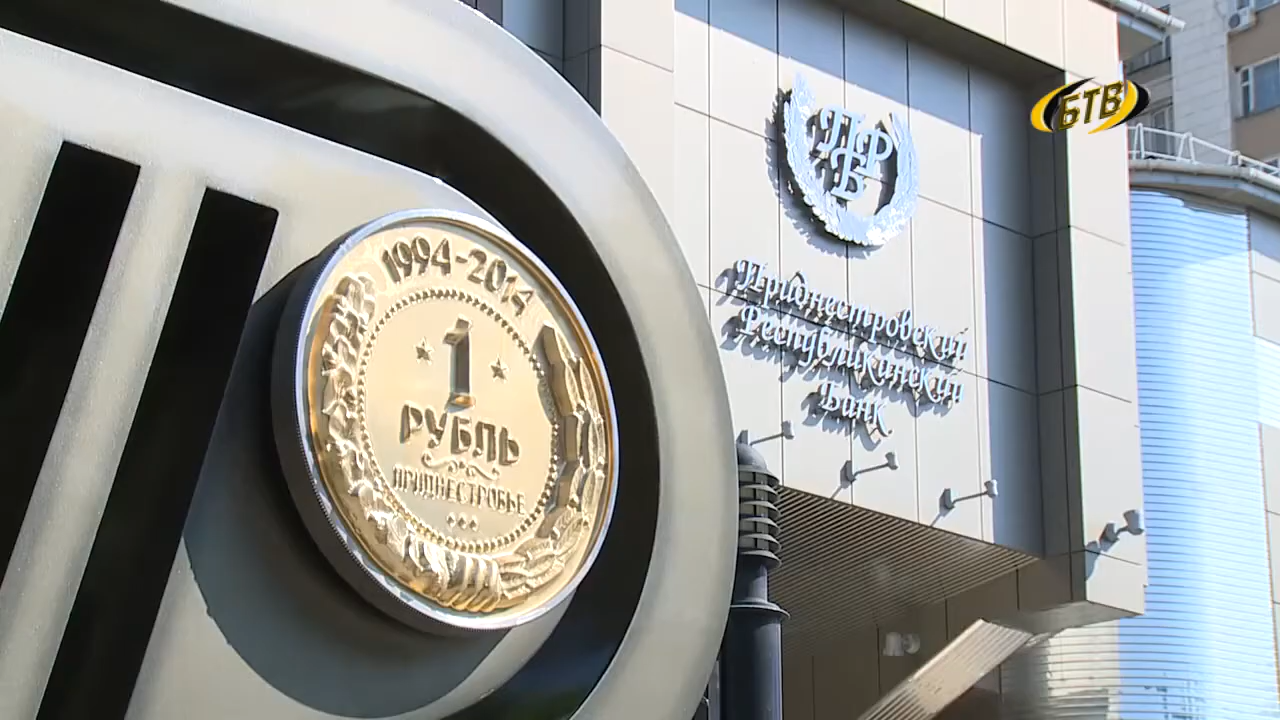 1994-2014
1
РУБЛЬ
ПРИДНЕСТРОВЬЕ
ПРБ
Приднестровский
Республиканский
Банк
БТВ